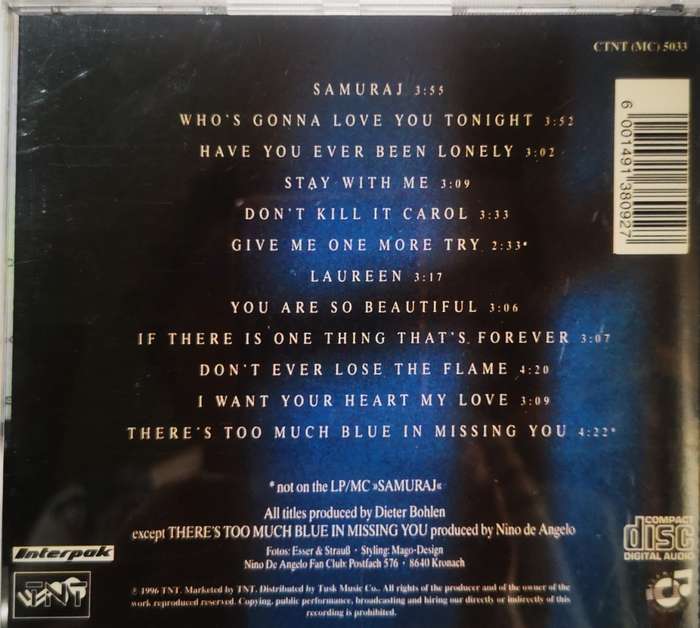 CTNT (MC) 5033
SAMURAJ 3:55
WHO'S GONNA LOVE YOU TONIGHT 3:52
HAVE YOU EVER BEEN LONELY 3:02
STAY WITH ME 3:09
DON'T KILL IT CAROL 3:33
GIVE ME ONE MORE TRY 2:33*
LAUREEN 3:17
YOU ARE SO BEAUTIFUL 3:06
IF THERE IS ONE THING THAT'S FOREVER 3:07
DON'T EVER LOSE THE FLAME 4:20
I WANT YOUR HEART MY LOVE 3:09
THERE'S TOO MUCH BLUE IN MISSING YOU 4:22*
6 001491 380927
*not on the LP/MC »SAMURAJ«
All titles produced by Dieter Bohlen
except THERE'S TOO MUCH BLUE IN MISSING YOU produced by Nino de Angelo
Fotos: Esser & Strauß • Styling: Mago-Design
Nino De Angelo Fan Club: Postfach 576 • 8640 Kronach
COMPACT
disc
DIGITAL AUDIO
Interpak
TNT
℗ 1996 TNT. Marketed by TNT. Distributed by Tusk Music Co.. All rights of the producer and of the owner of the
work reproduced reserved. Copying, public performance, broadcasting and hiring our directly or indirectly of this
recording is prohibited.